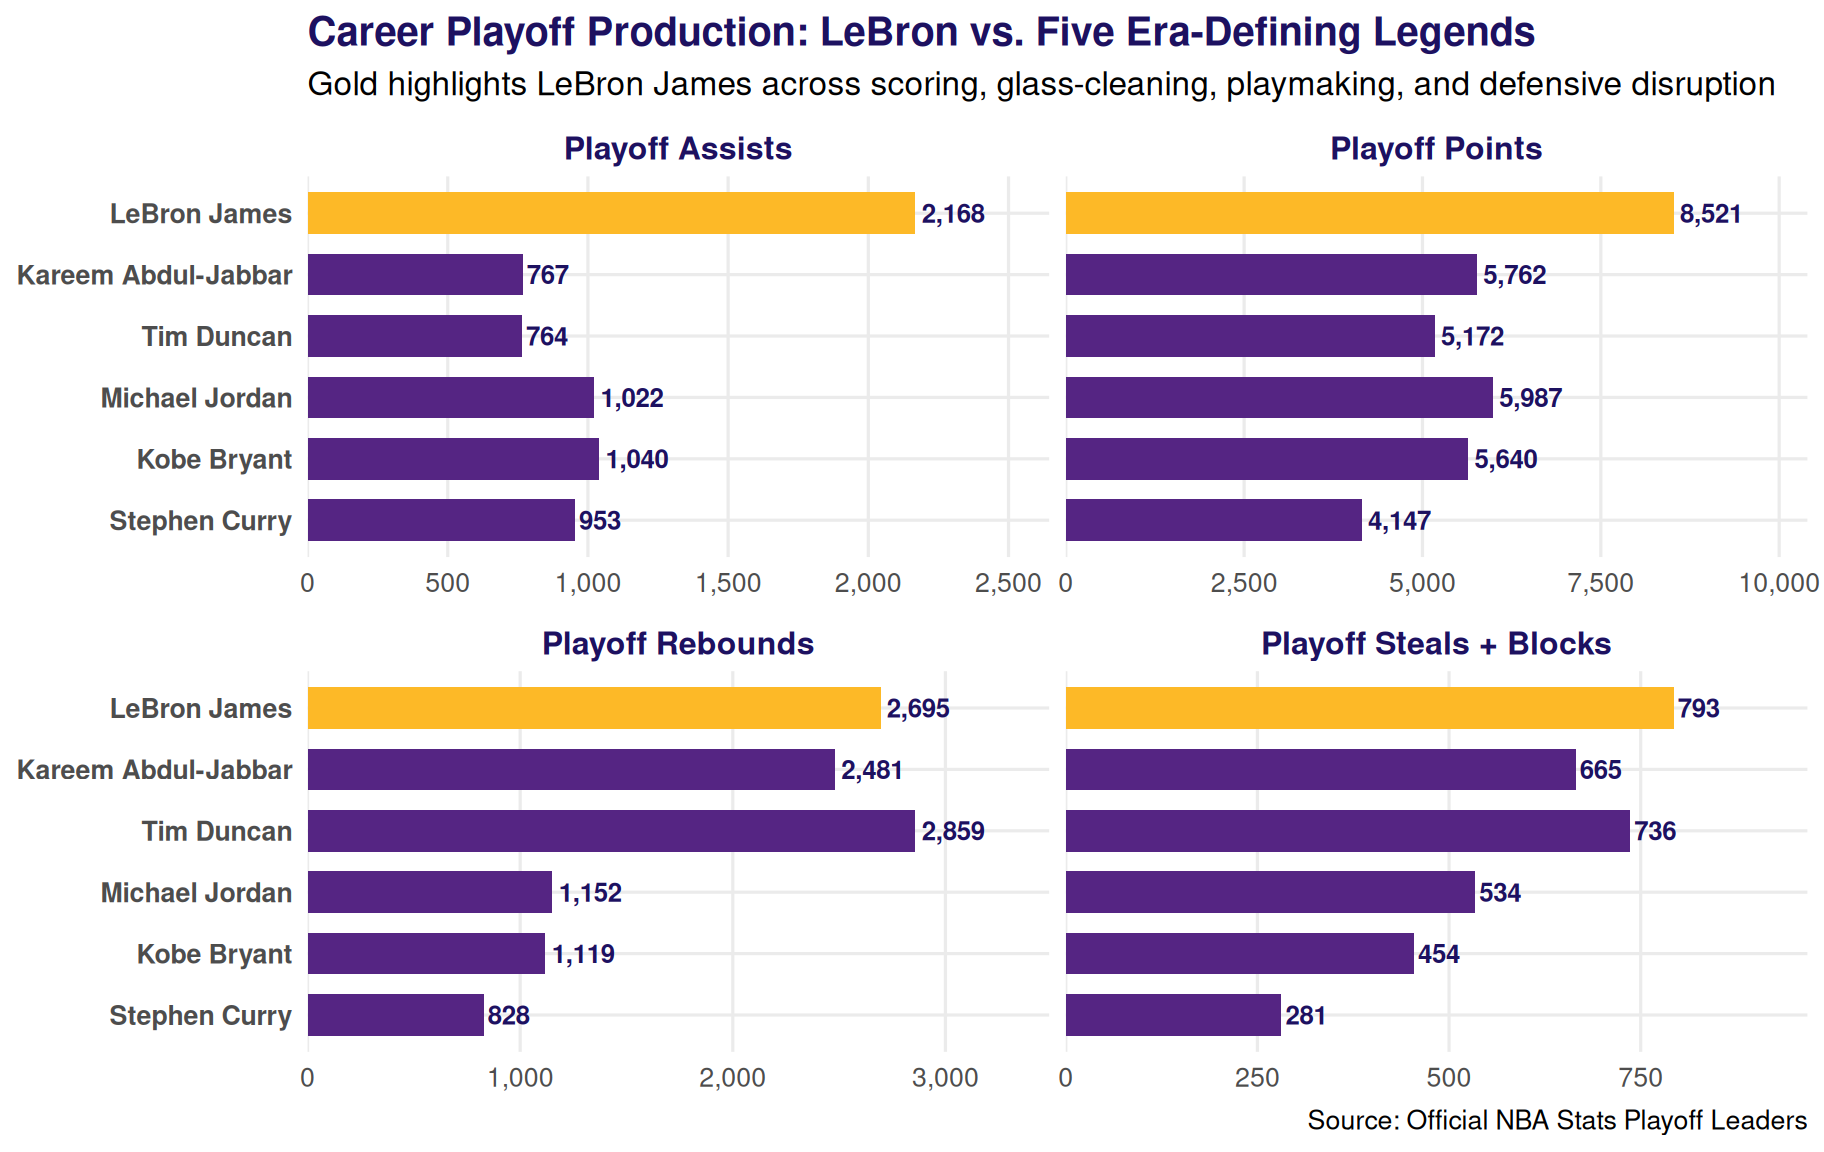 Career Playoff Production: LeBron vs. Five Era-Defining Legends
Gold highlights LeBron James across scoring, glass-cleaning, playmaking, and defensive disruption
Playoff Assists
LeBron James 2,168
Kareem Abdul-Jabbar 767
Tim Duncan 764
Michael Jordan 1,022
Kobe Bryant 1,040
Stephen Curry 953
0 500 1,000 1,500 2,000 2,500
Playoff Points
8,521
5,762
5,172
5,987
5,640
4,147
0 2,500 5,000 7,500 10,000
Playoff Rebounds
LeBron James 2,695
Kareem Abdul-Jabbar 2,481
Tim Duncan 2,859
Michael Jordan 1,152
Kobe Bryant 1,119
Stephen Curry 828
0 1,000 2,000 3,000
Playoff Steals + Blocks
793
665
736
534
454
281
0 250 500 750
Source: Official NBA Stats Playoff Leaders